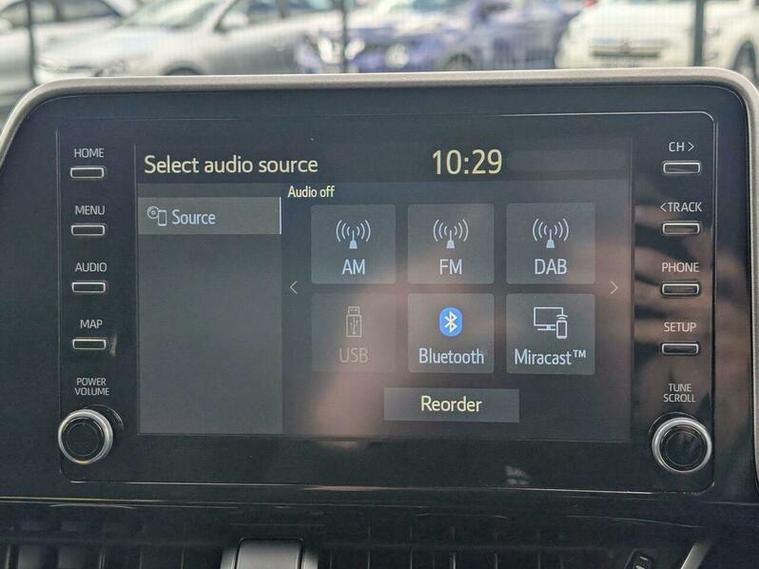 HOME
MENU
AUDIO
MAP
POWER
VOLUME
Select audio source
10:29
Audio off
Source
AM
FM
DAB
USB
Bluetooth
Miracast™
Reorder
CH >
< TRACK
PHONE
SETUP
TUNE
SCROLL